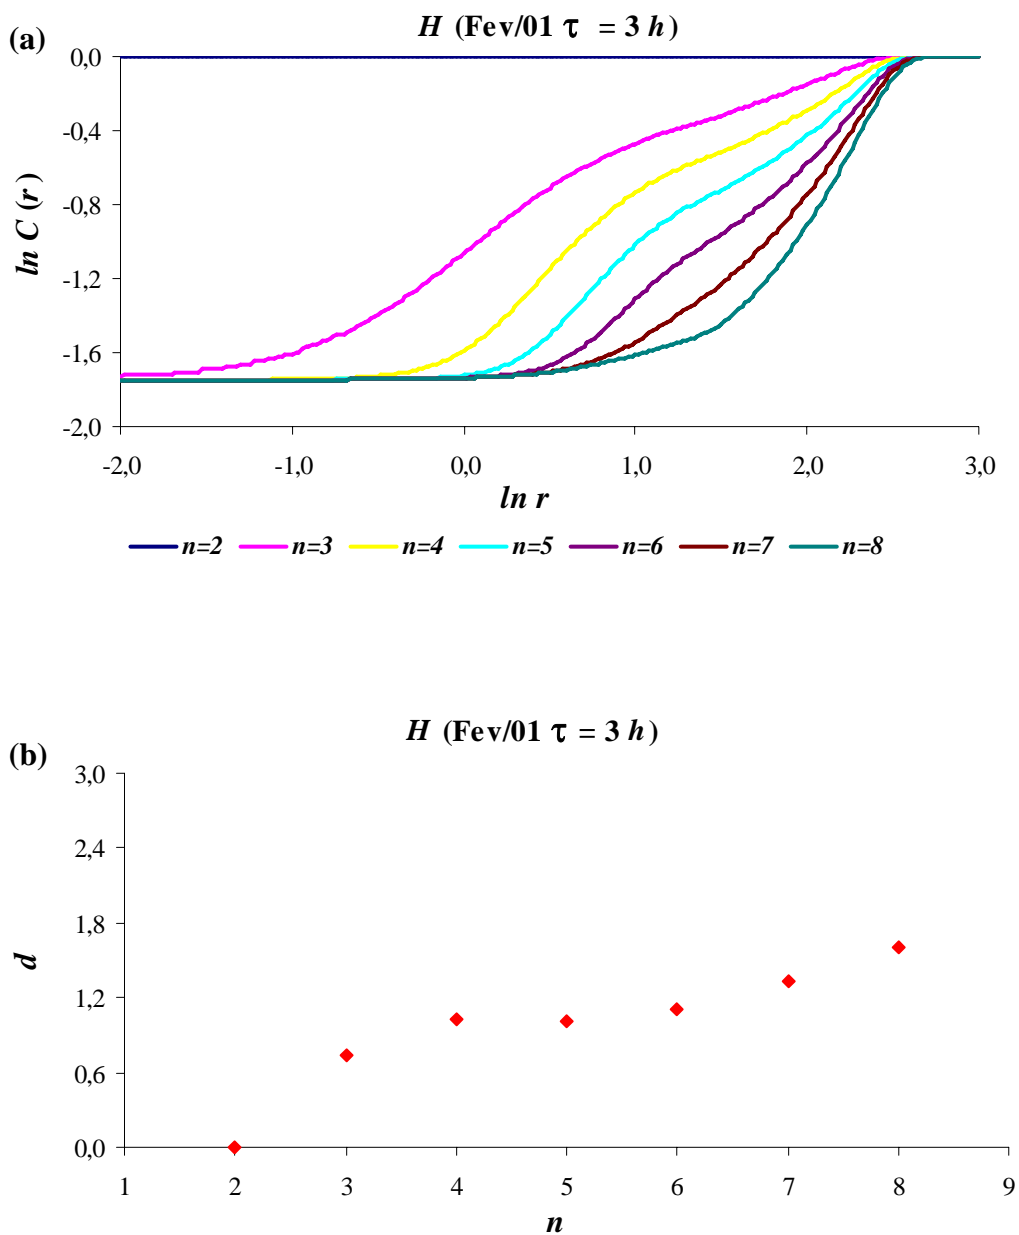 (a)
H (Fev/01 τ = 3 h)
0,0
-0,4
-0,8
-1,2
-1,6
-2,0
ln C (r)
-2,0 -1,0 0,0 1,0 2,0 3,0
ln r
n=2 n=3 n=4 n=5 n=6 n=7 n=8
(b)
H (Fev/01 τ = 3 h)
3,0
2,4
1,8
1,2
0,6
0,0
d
1 2 3 4 5 6 7 8 9
n